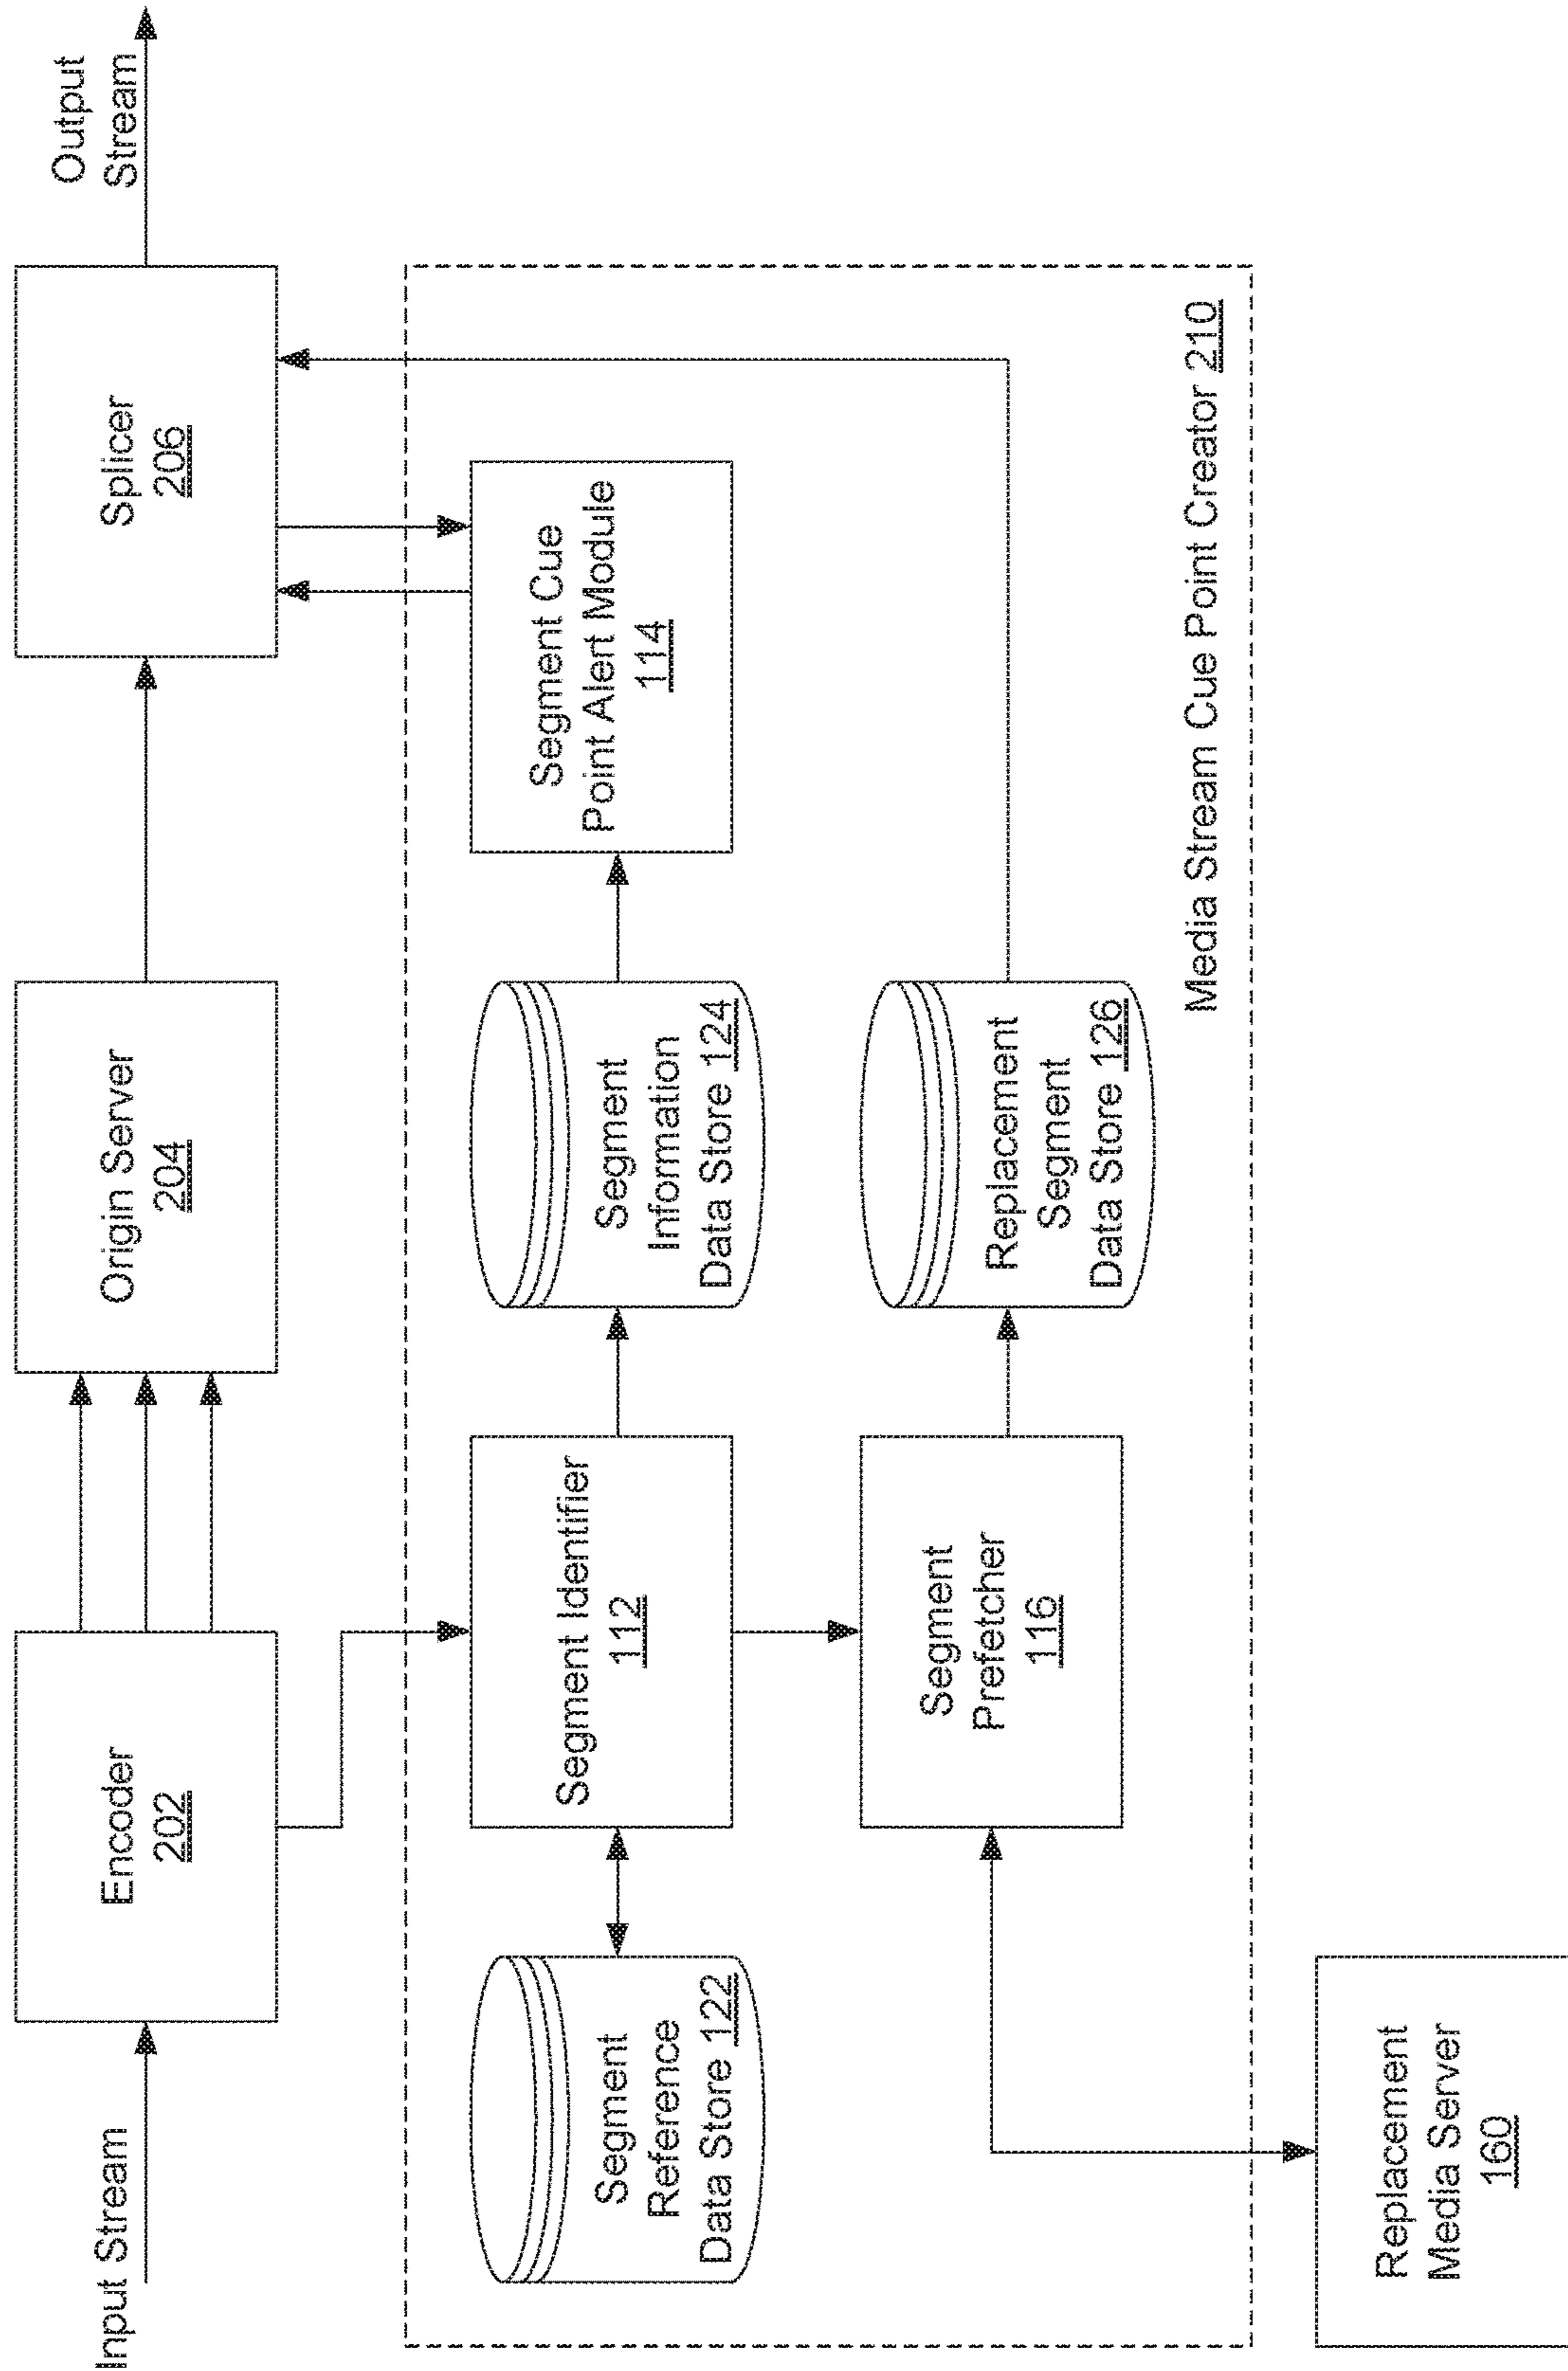 Input Stream
Encoder
202
Origin Server
204
Splicer
206
Output
Stream
Segment
Reference
Data Store 122
Segment Identifier
112
Segment
Information
Data Store 124
Segment Cue
Point Alert Module
114
Segment
Prefetcher
116
Replacement
Segment
Data Store 126
Media Stream Cue Point Creator 210
Replacement
Media Server
160